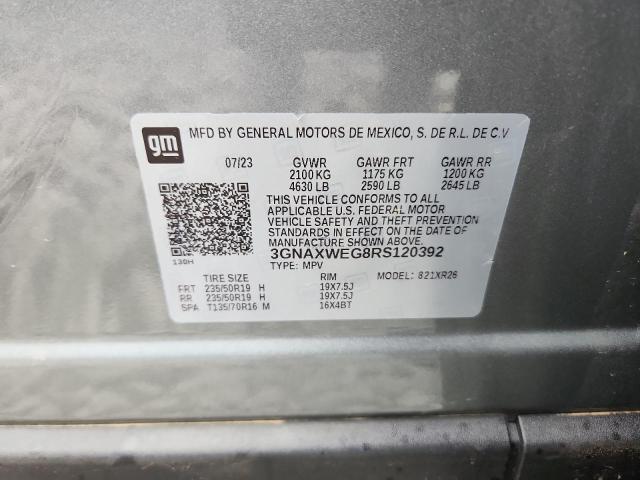 gm
MFD BY GENERAL MOTORS DE MEXICO, S. DE R.L. DE C.V
07/23 GVWR GAWR FRT GAWR RR
2100 KG 1175 KG 1200 KG
4630 LB 2590 LB 2645 LB
THIS VEHICLE CONFORMS TO ALL
APPLICABLE U.S. FEDERAL MOTOR
VEHICLE SAFETY AND THEFT PREVENTION
STANDARDS IN EFFECT ON THE DATE OF
MANUFACTURE SHOWN ABOVE.
130H 3GNAXWEG8RS120392
TYPE: MPV MODEL: 821XR26
TIRE SIZE RIM
FRT 235/50R19 H 19X7.5J
RR 235/50R19 H 19X7.5J
SPA T135/70R16 M 16X4BT